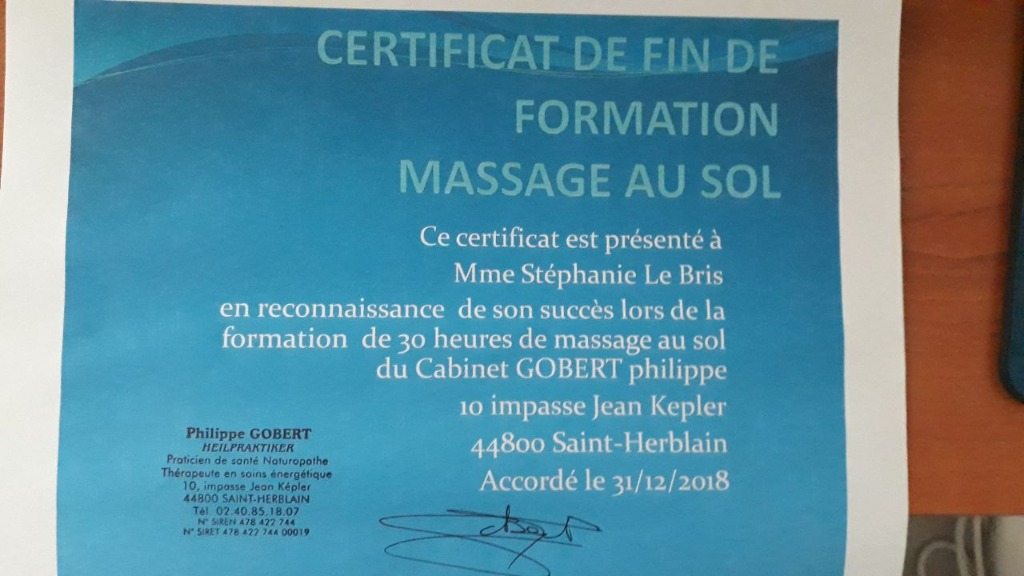 CERTIFICAT DE FIN DE
FORMATION
MASSAGE AU SOL
Ce certificat est présenté à
Mme Stéphanie Le Bris
en reconnaissance de son succès lors de la
formation de 30 heures de massage au sol
du Cabinet GOBERT philippe
10 impasse Jean Kepler
44800 Saint-Herblain
Accordé le 31/12/2018
Philippe GOBERT
HEILPRAKTIKER
Praticien de santé Naturopathe
Thérapeute en soins énergétique
10, impasse Jean Képler
44800 SAINT-HERBLAIN
Tél. 02.40.85.18.07
N° SIREN 478 422 744
N° SIRET 478 422 744 00019